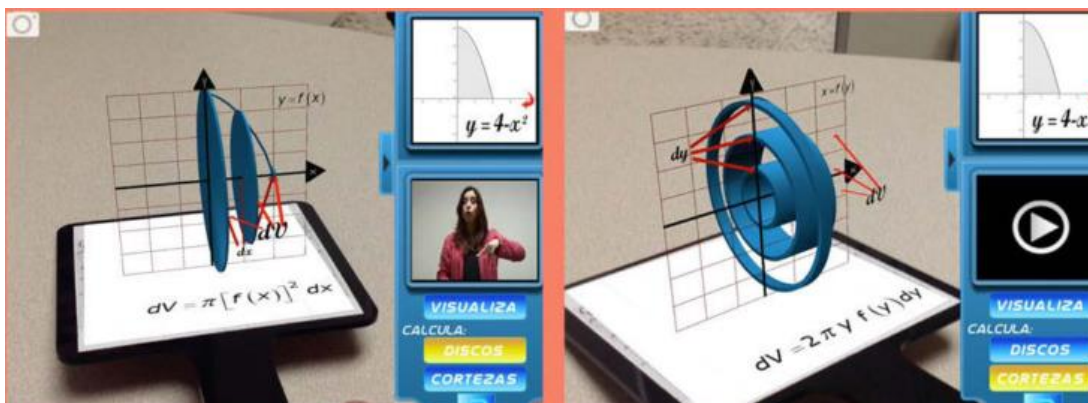 y = f(x)
y
x
dx
dV
dV = π[f(x)]² dx
y = 4-x²
VISUALIZA
CALCULA:
DISCOS
CORTEZAS
x=f(y)
dy
dV
dV = 2π y f(y) dy
y = 4-x
VISUALIZA
CALCULA:
DISCOS
CORTEZAS